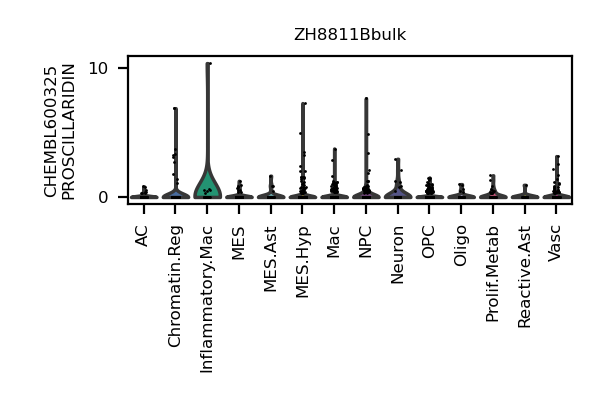 ZH8811Bbulk
CHEMBL600325
PROSCILLARIDIN
10
0
AC
Chromatin.Reg
Inflammatory.Mac
MES
MES.Ast
MES.Hyp
Mac
NPC
Neuron
OPC
Oligo
Prolif.Metab
Reactive.Ast
Vasc